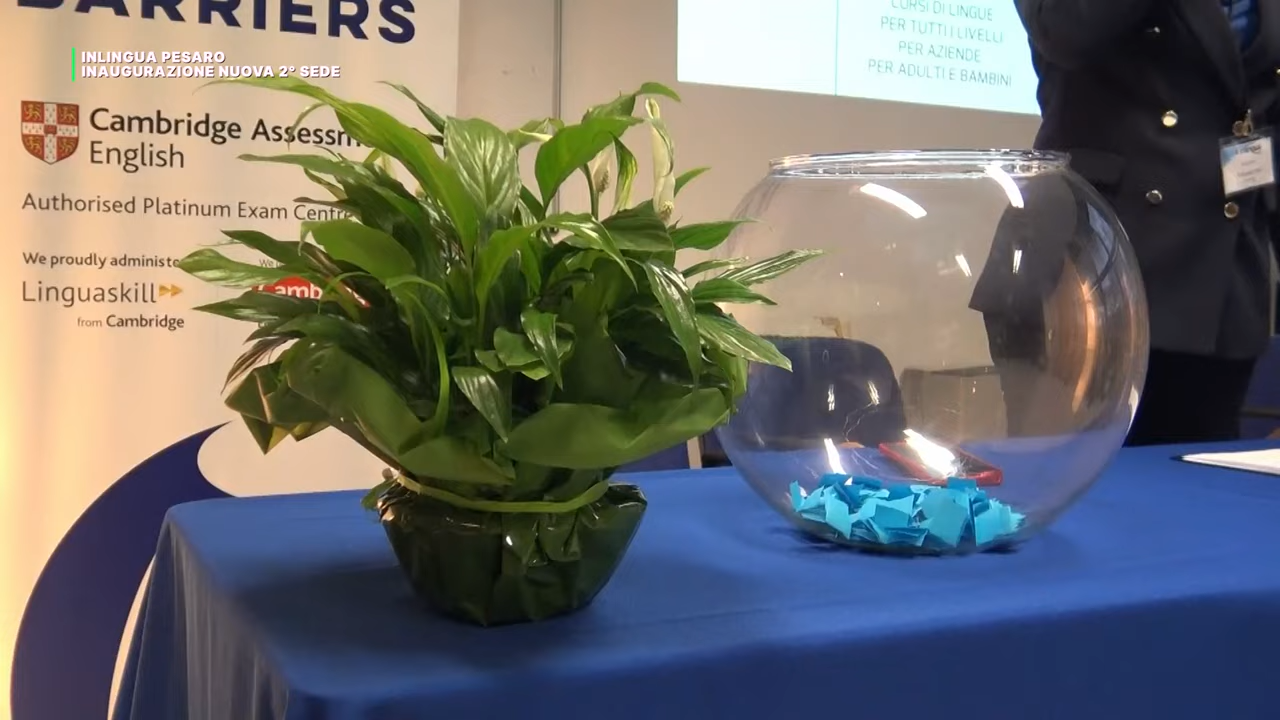 BARRIERS
INLINGUA PESARO
INAUGURAZIONE NUOVA 2° SEDE
Cambridge Assessm
English
Authorised Platinum Exam Centre
We proudly administe
Linguaskill
from Cambridge
CORSI DI LINGUE
PER TUTTI I LIVELLI
PER AZIENDE
PER ADULTI E BAMBINI